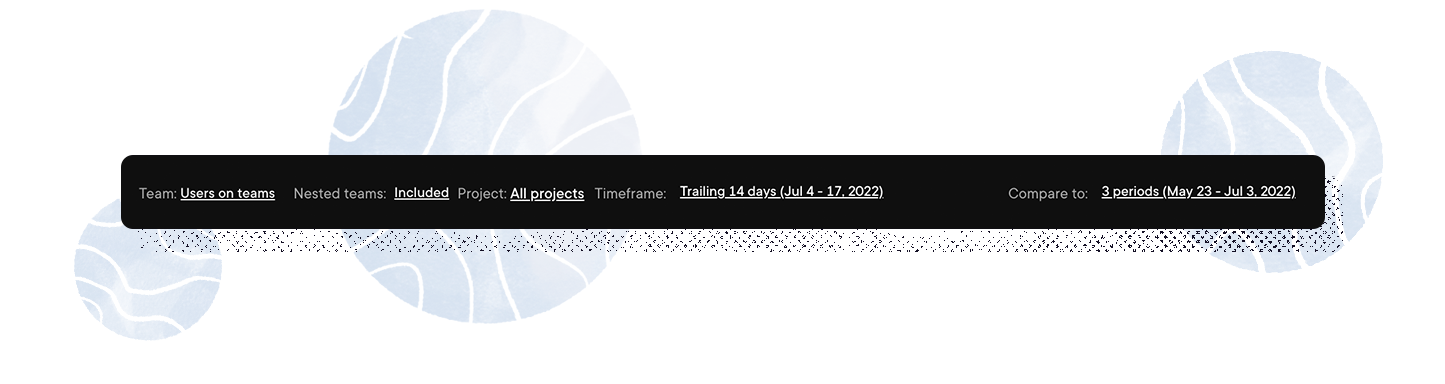 Team: Users on teams Nested teams: Included Project: All projects Timeframe: Trailing 14 days (Jul 4 - 17, 2022) Compare to: 3 periods (May 23 - Jul 3, 2022)